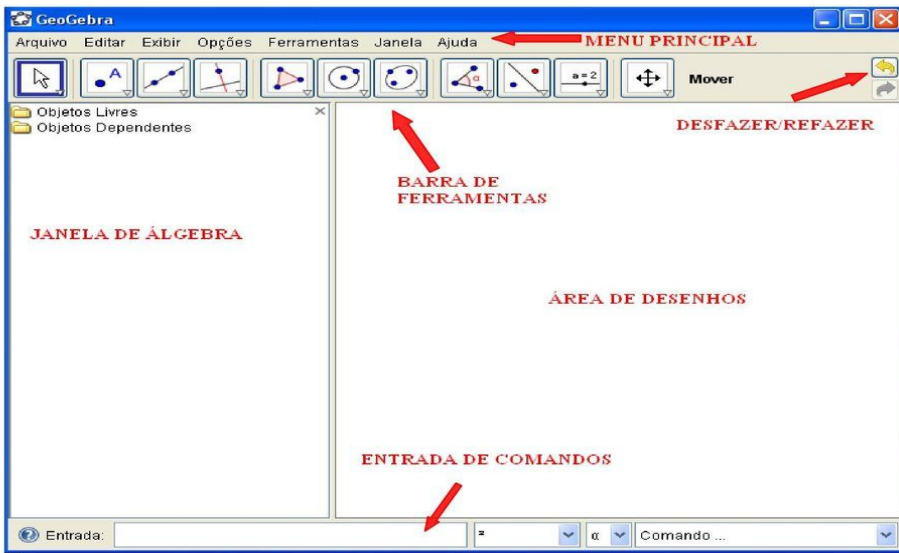 GeoGebra
Arquivo Editar Exibir Opções Ferramentas Janela Ajuda MENU PRINCIPAL
A α a=2 Mover
Objetos Livres
Objetos Dependentes
DESFAZER/REFAZER
BARRA DE
FERRAMENTAS
JANELA DE ÁLGEBRA
ÁREA DE DESENHOS
ENTRADA DE COMANDOS
Entrada: ² α Comando ...